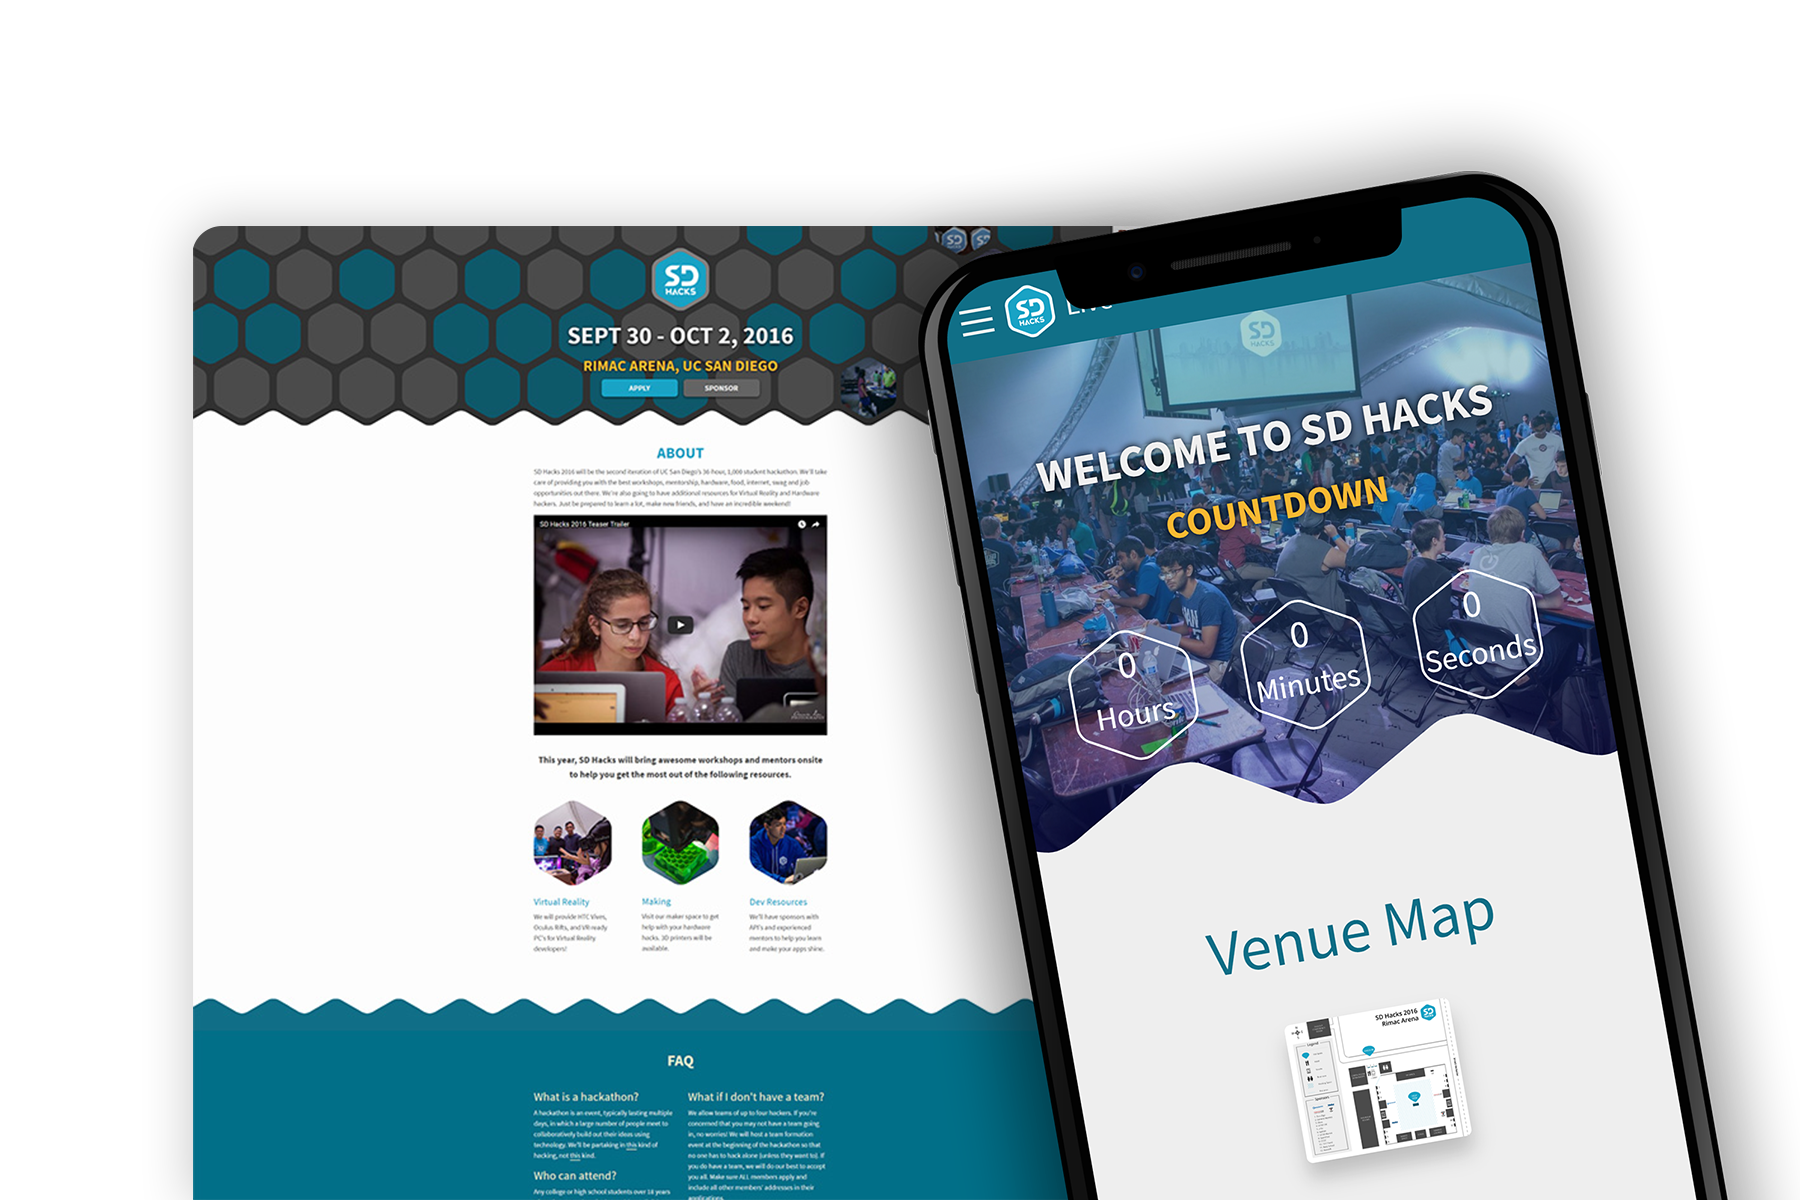 SD
HACKS
SEPT 30 - OCT 2, 2016
RIMAC ARENA, UC SAN DIEGO
APPLY
SPONSOR
ABOUT
SD Hacks 2016 will be the second iteration of UC San Diego's 36-hour, 1,000 student hackathon. We'll take
care of providing you with the best workshops, mentorship, hardware, food, internet, swag and job
opportunities out there. We're also going to have additional resources for Virtual Reality and Hardware
hackers. Just be prepared to learn a lot, make new friends, and have an incredible weekend!
SD Hacks 2016 Teaser Trailer
This year, SD Hacks will bring awesome workshops and mentors onsite
to help you get the most out of the following resources.
Virtual Reality
We will provide HTC Vives,
Oculus Rifts, and VR-ready
PC's for Virtual Reality
developers!
Making
Visit our maker space to get
help with your hardware
hacks. 3D printers will be
available.
Dev Resources
We'll have sponsors with
API's and experienced
mentors to help you learn
and make your apps shine.
FAQ
What is a hackathon?
A hackathon is an event, typically lasting multiple
days, in which a large number of people meet to
collaboratively build out their ideas using
technology. We'll be partaking in this kind of
hacking, not this kind.
Who can attend?
Any college or high school students over 18 years
What if I don't have a team?
We allow teams of up to four hackers. If you're
concerned that you may not have a team going
in, no worries! We will host a team formation
event at the beginning of the hackathon so that
no one has to hack alone (unless they want to). If
you do have a team, we will do our best to accept
you all. Make sure ALL members apply and
include all other members' addresses in their
applications.
SD
HACKS
SD
HACKS
WELCOME TO SD HACKS
COUNTDOWN
0
Hours
0
Minutes
0
Seconds
Venue Map
SD Hacks 2016
Rimac Arena
Legend
Sponsors